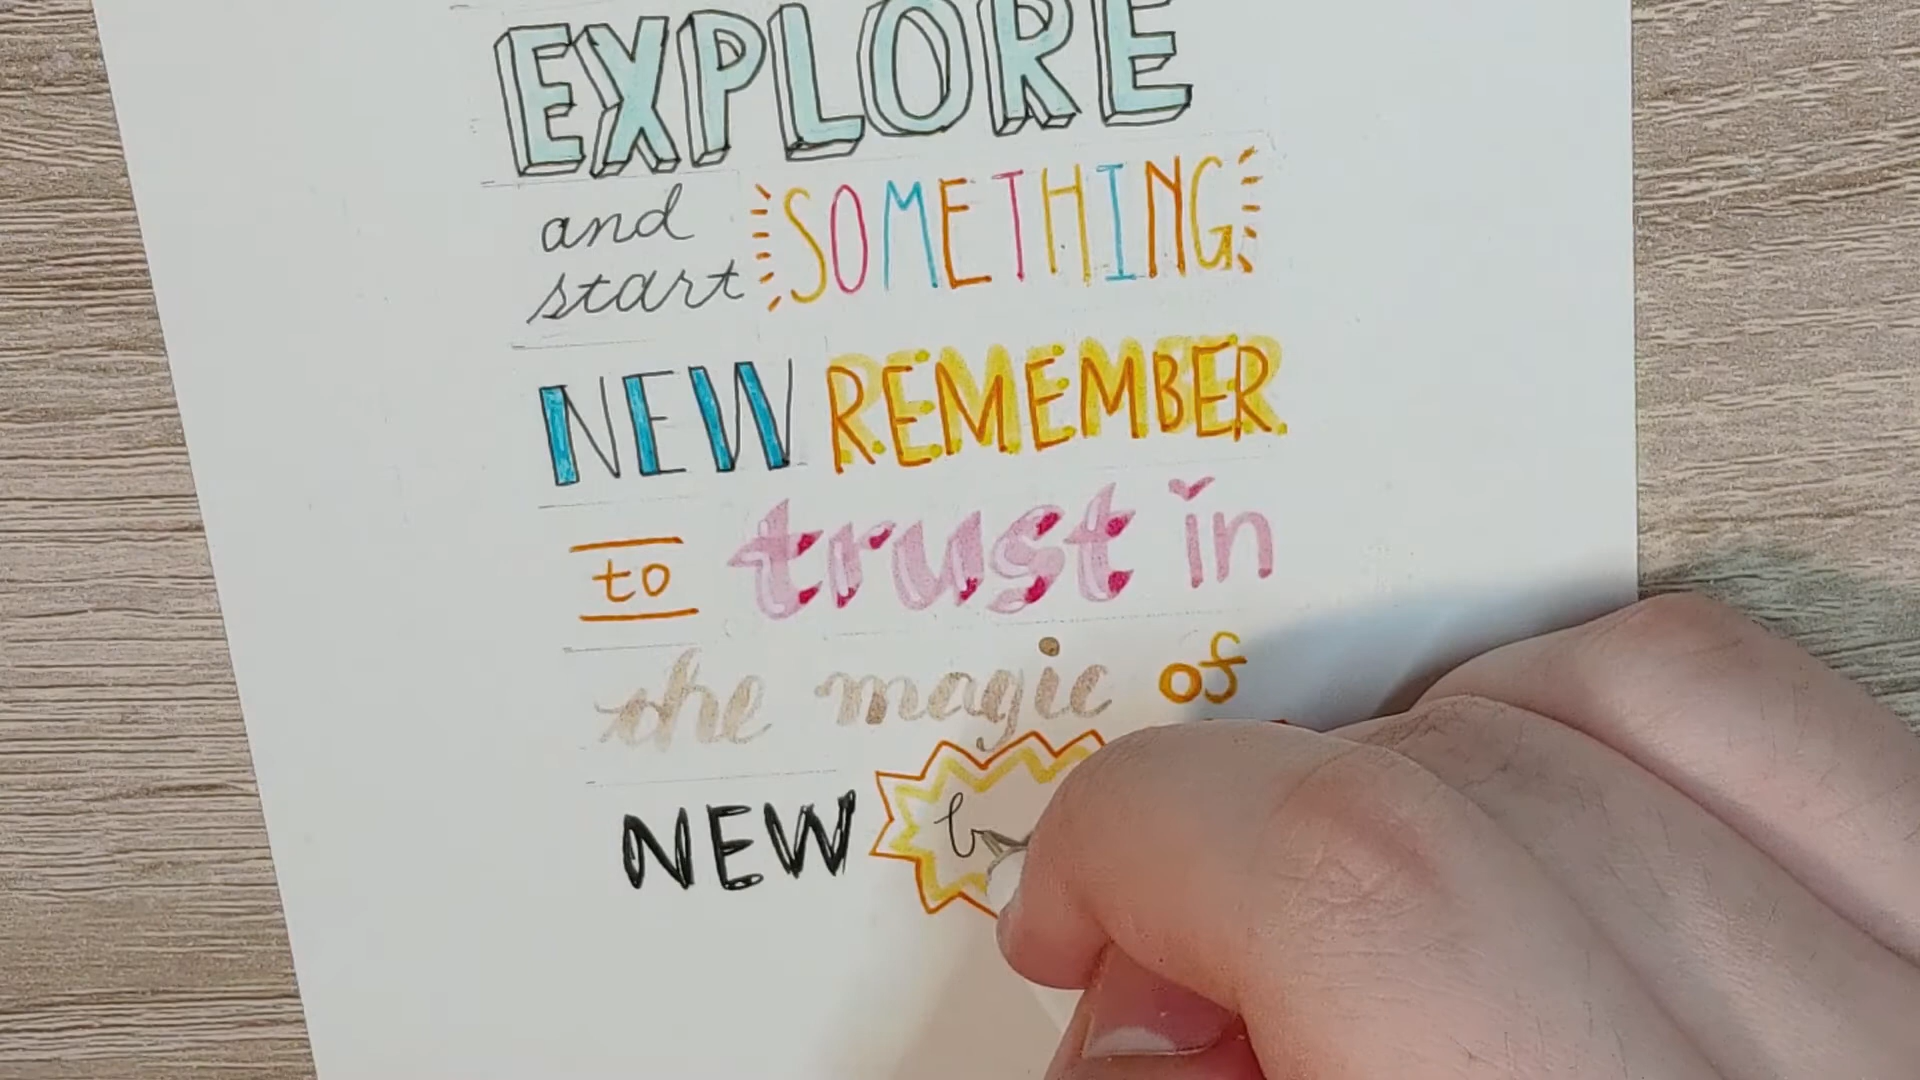 EXPLORE
and
start SOMETHING
NEW REMEMBER
to trust in
the magic of
NEW b